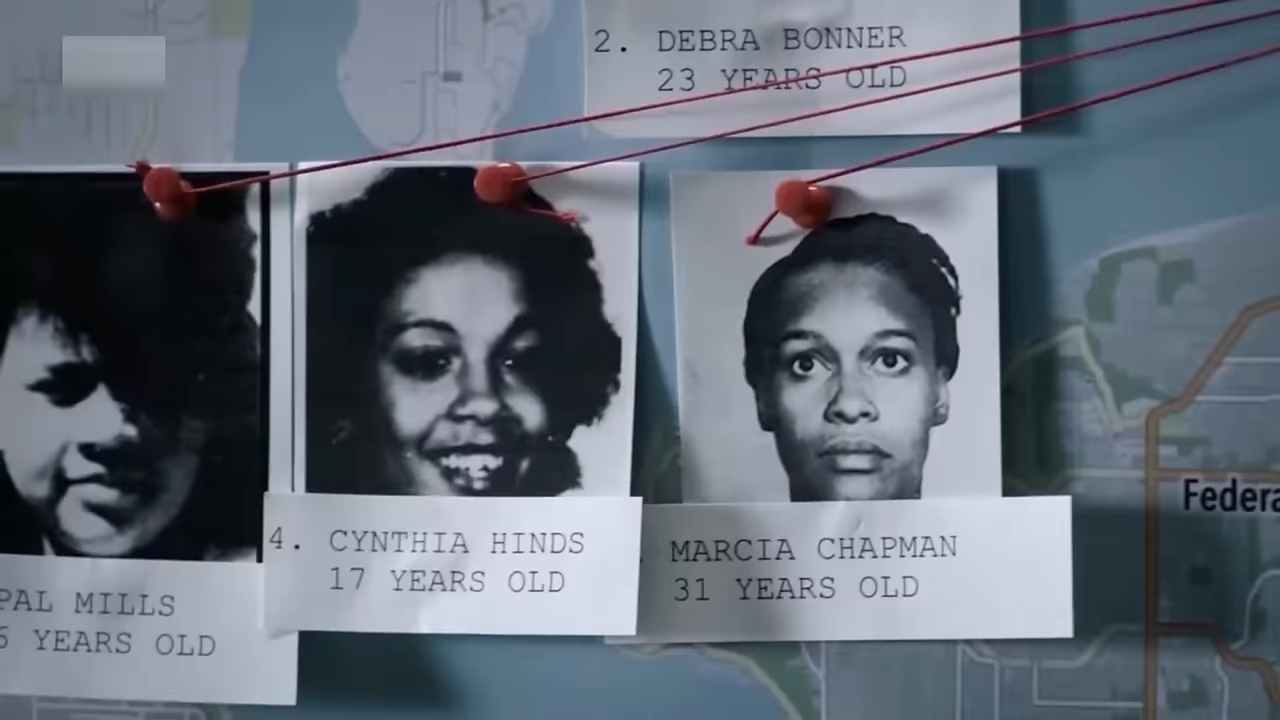 2. DEBRA BONNER
23 YEARS OLD
4. CYNTHIA HINDS
17 YEARS OLD
MARCIA CHAPMAN
31 YEARS OLD
PAL MILLS
6 YEARS OLD
Federa